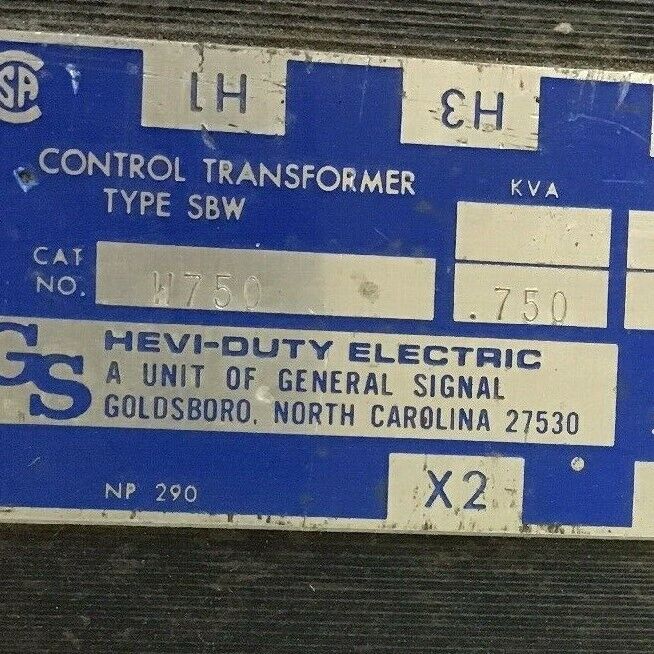 SA
H1
H3
CONTROL TRANSFORMER
TYPE SBW
KVA
CAT
NO.
W750
.750
GS
HEVI-DUTY ELECTRIC
A UNIT OF GENERAL SIGNAL
GOLDSBORO, NORTH CAROLINA 27530
NP 290
X2